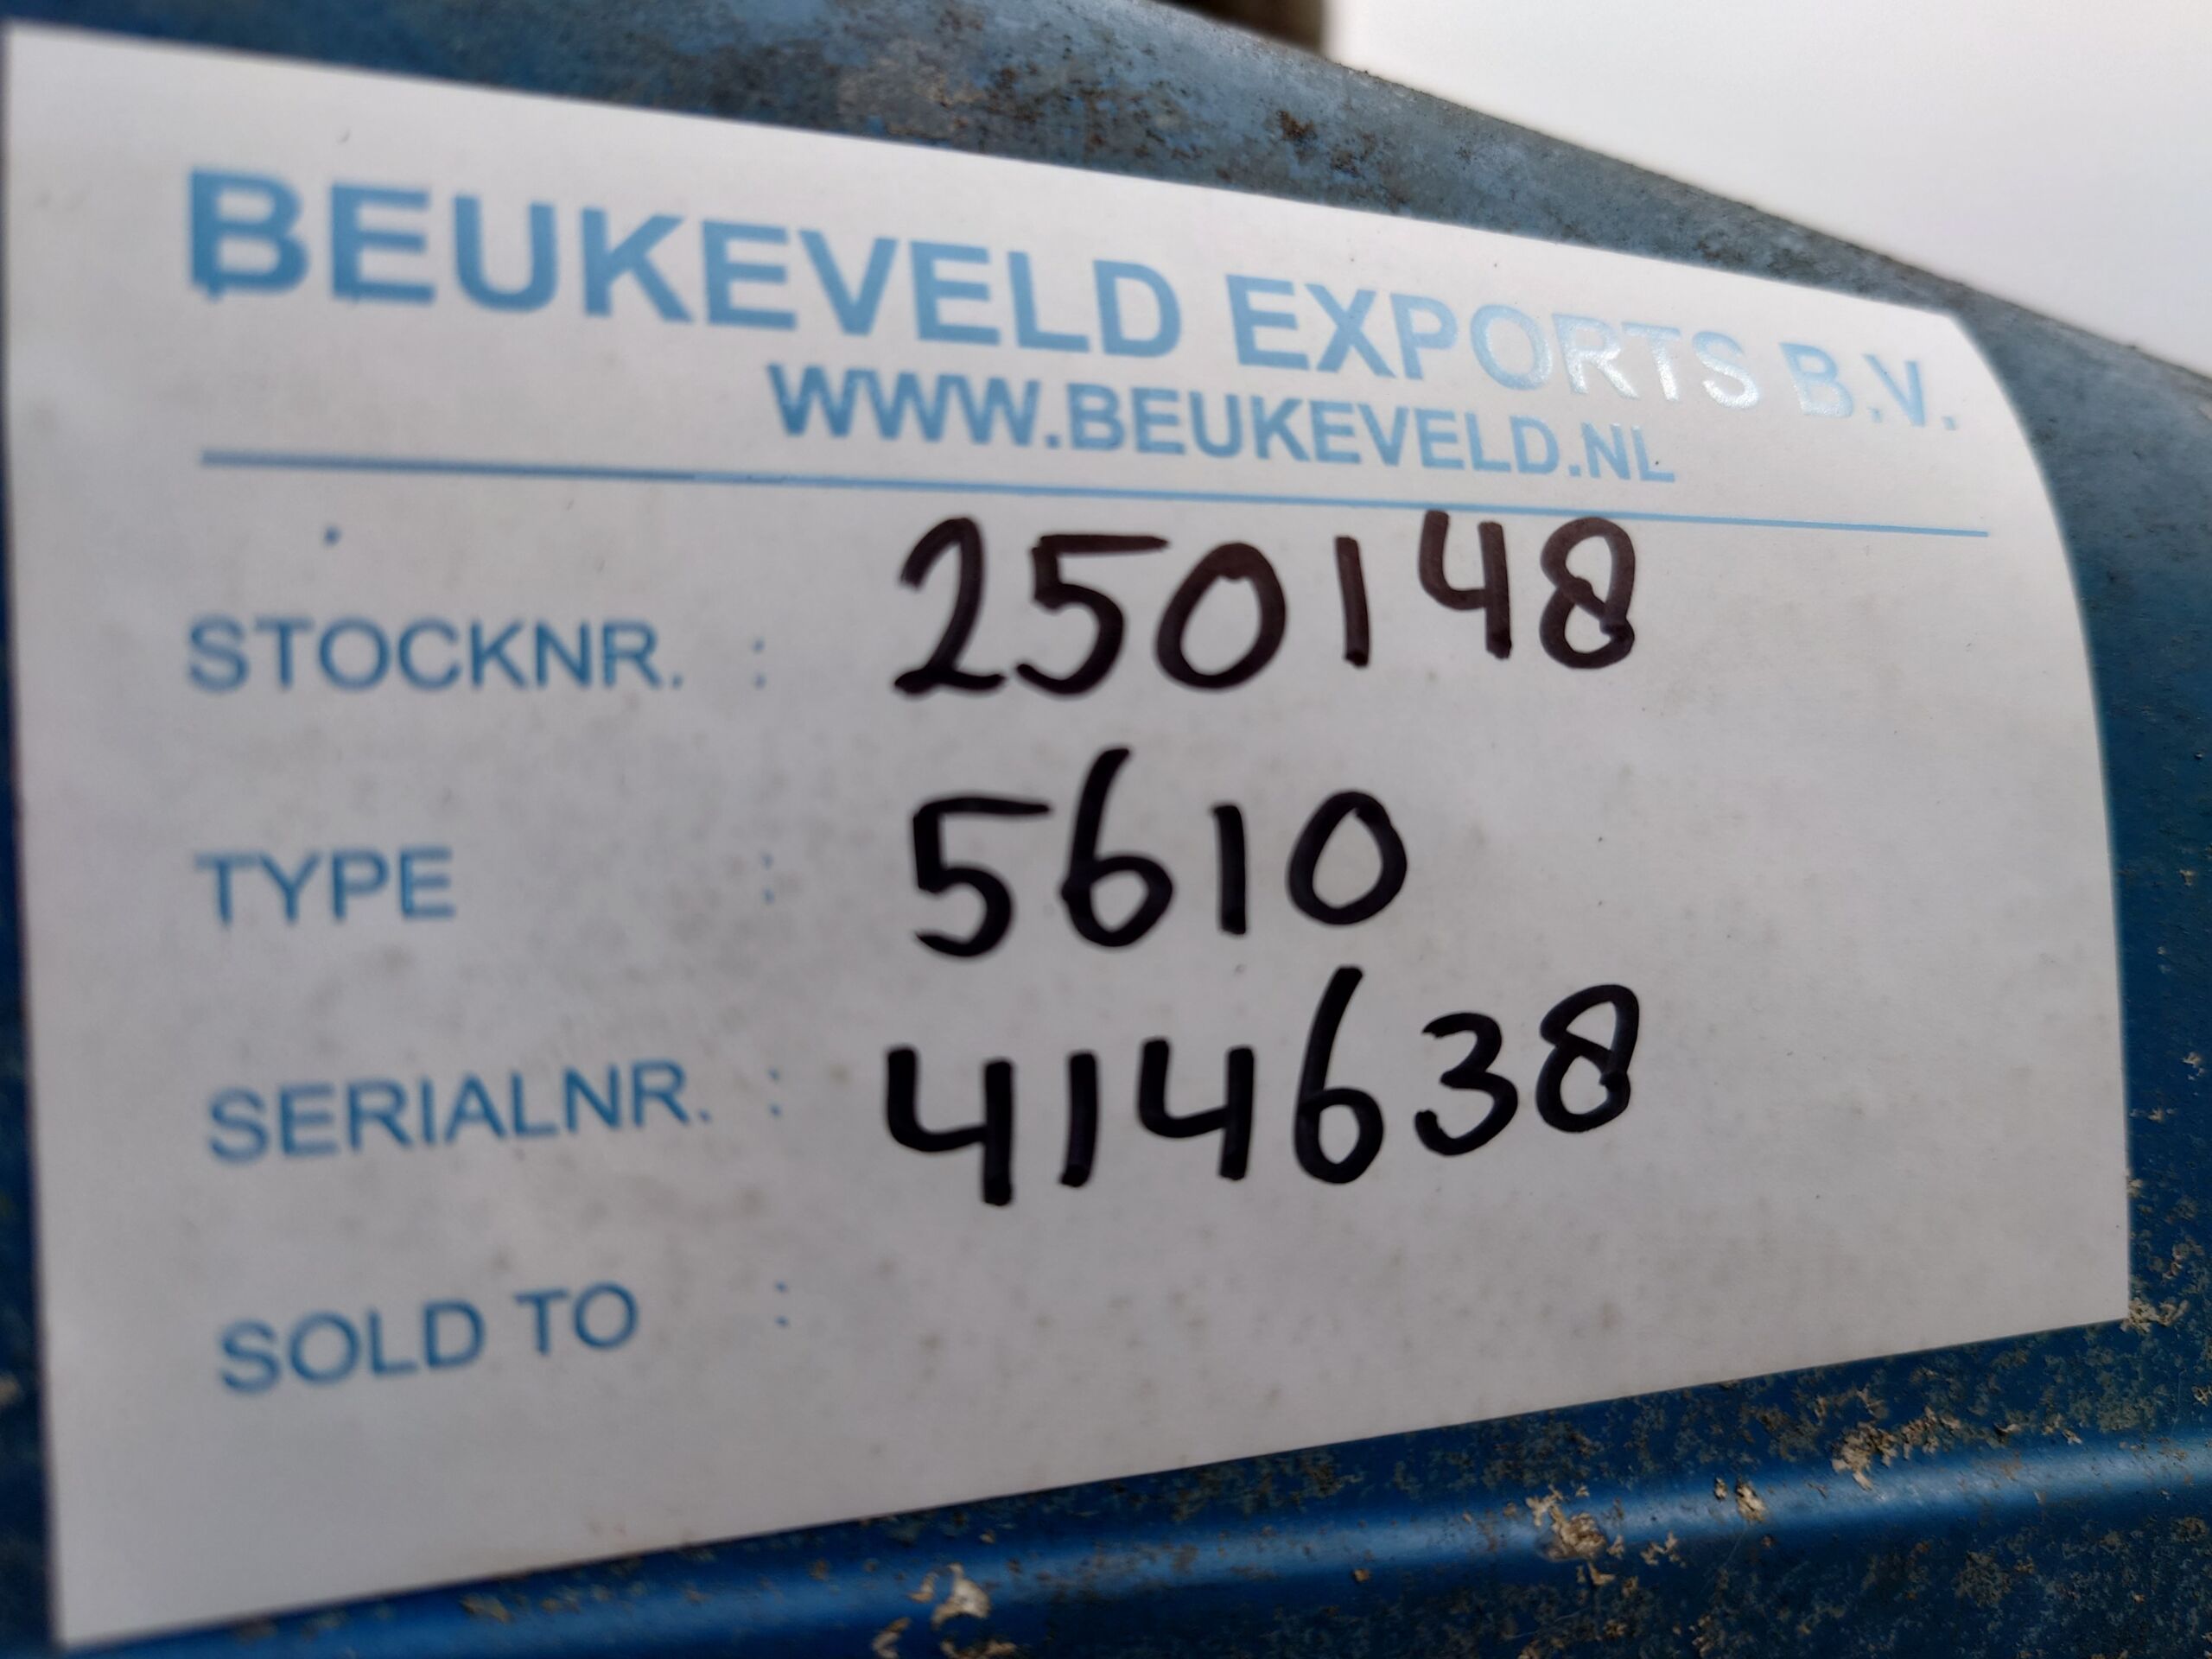 BEUKEVELD EXPORTS B.V.
WWW.BEUKEVELD.NL
STOCKNR. : 250148
TYPE : 5610
SERIALNR. : 414638
SOLD TO :